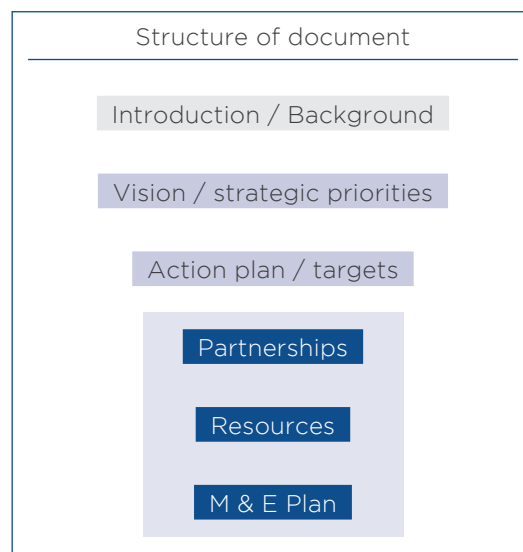 Structure of document
Introduction / Background
Vision / strategic priorities
Action plan / targets
Partnerships
Resources
M & E Plan